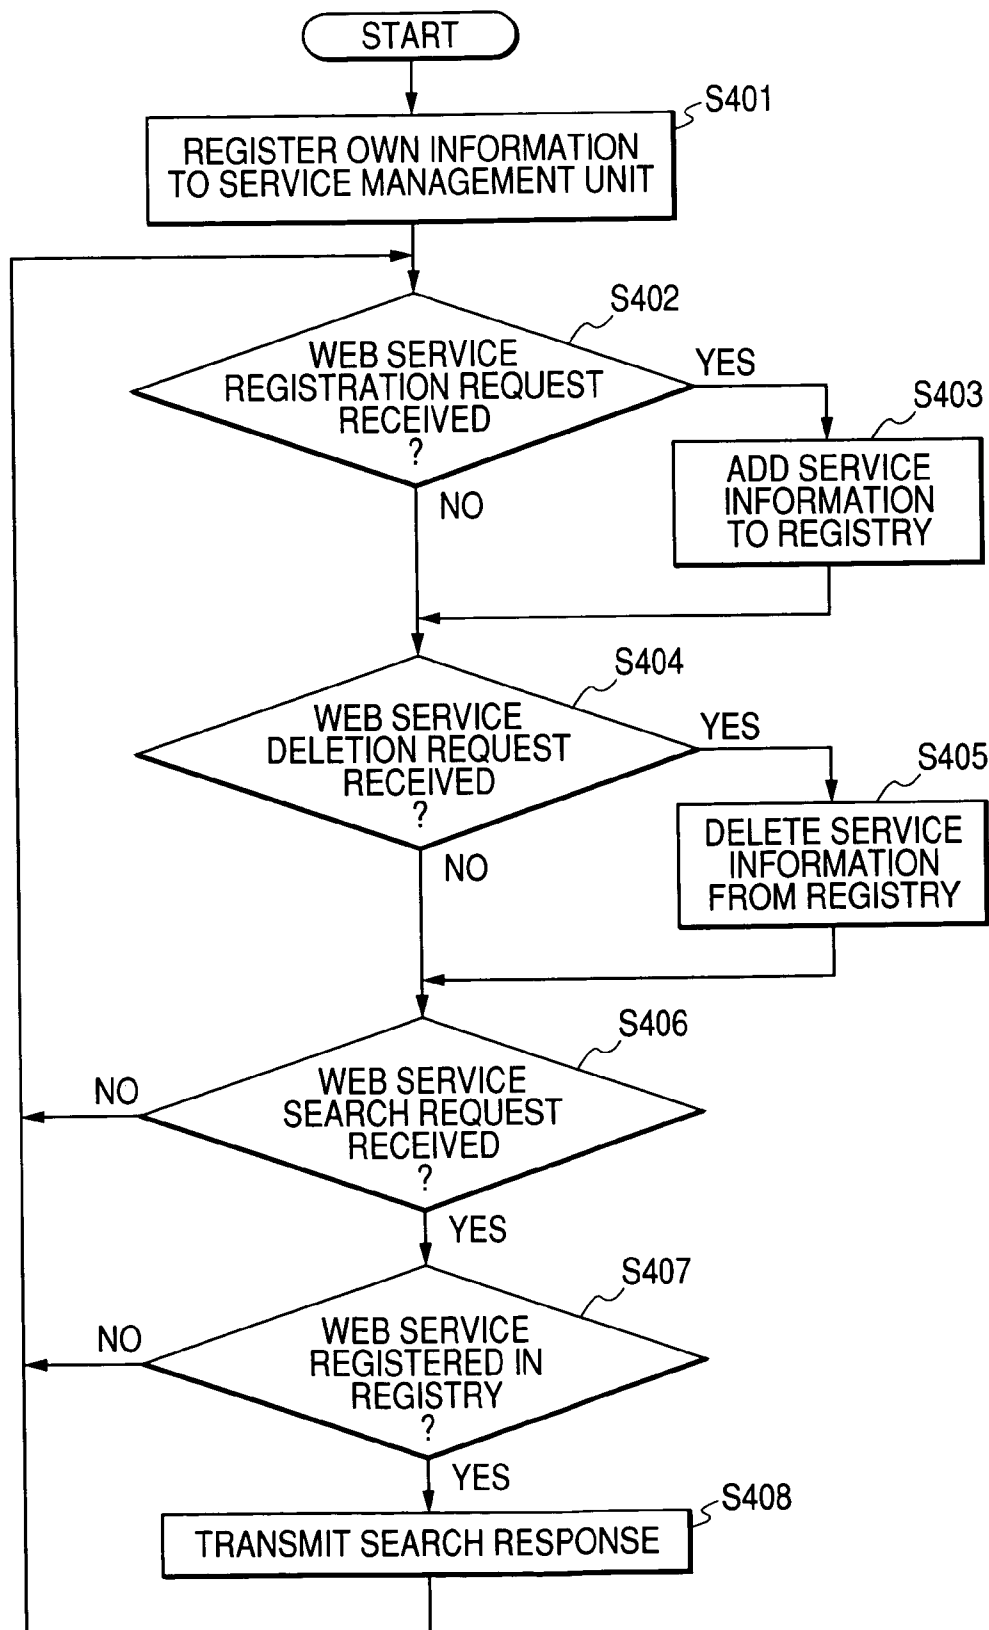 START
S401
REGISTER OWN INFORMATION
TO SERVICE MANAGEMENT UNIT
S402
WEB SERVICE
REGISTRATION REQUEST
RECEIVED
?
YES
NO
S403
ADD SERVICE
INFORMATION
TO REGISTRY
S404
WEB SERVICE
DELETION REQUEST
RECEIVED
?
YES
NO
S405
DELETE SERVICE
INFORMATION
FROM REGISTRY
S406
WEB SERVICE
SEARCH REQUEST
RECEIVED
?
NO
YES
S407
WEB SERVICE
REGISTERED IN
REGISTRY
?
NO
YES
S408
TRANSMIT SEARCH RESPONSE